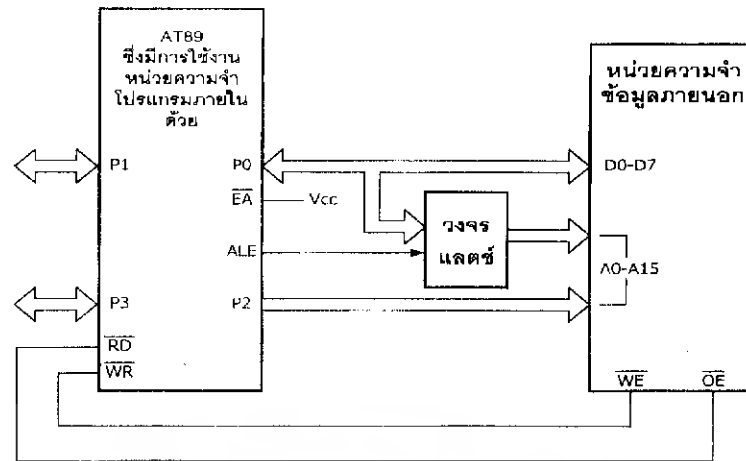 AT89
ซึ่งมีการใช้งาน
หน่วยความจำ
โปรแกรมภายใน
ด้วย
หน่วยความจำ
ข้อมูลภายนอก
P1
P0
D0-D7
EA
Vcc
วงจร
แลตช์
ALE
A0-A15
P3
P2
RD
WR
WE
OE